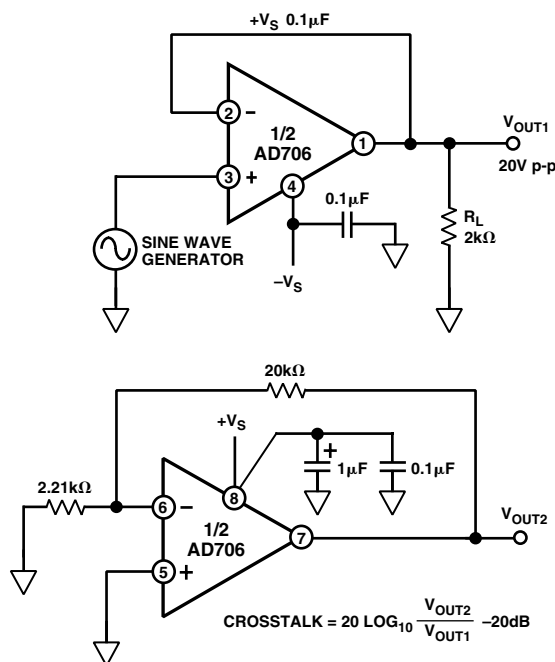 +VS 0.1µF
2
−
1/2
AD706
1
VOUT1
20V p-p
3
+
4
0.1µF
RL
2kΩ
SINE WAVE
GENERATOR
−VS
20kΩ
+VS
+
1µF
0.1µF
2.21kΩ
8
6
−
1/2
AD706
7
VOUT2
5
+
CROSSTALK = 20 LOG10 VOUT2/VOUT1 −20dB